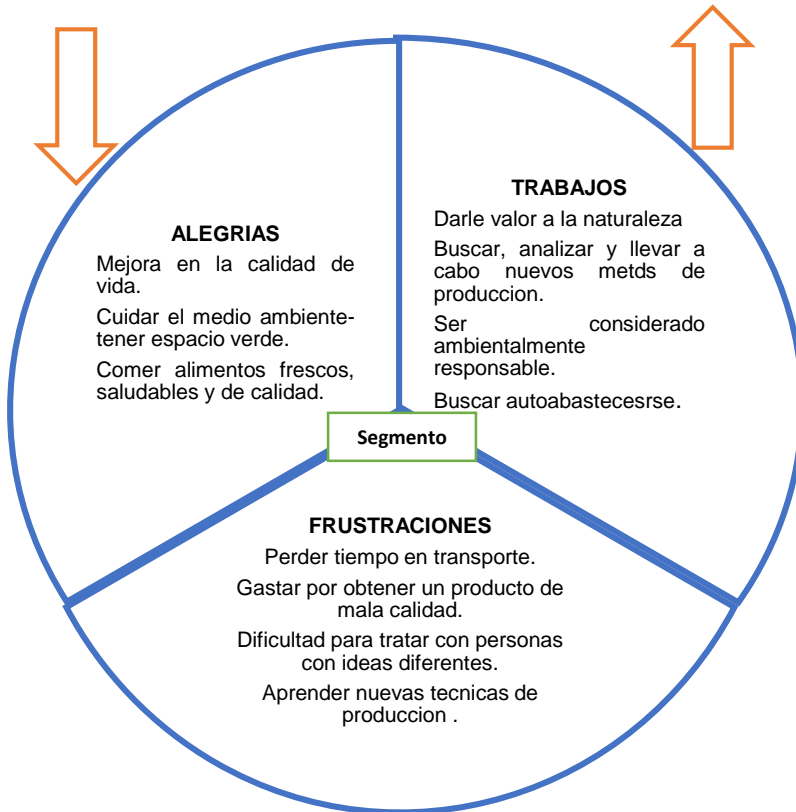 ALEGRIAS
Mejora en la calidad de
vida.
Cuidar el medio ambiente-
tener espacio verde.
Comer alimentos frescos,
saludables y de calidad.
TRABAJOS
Darle valor a la naturaleza
Buscar, analizar y llevar a
cabo nuevos metds de
produccion.
Ser considerado
ambientalmente
responsable.
Buscar autoabastecesrse.
Segmento
FRUSTRACIONES
Perder tiempo en transporte.
Gastar por obtener un producto de
mala calidad.
Dificultad para tratar con personas
con ideas diferentes.
Aprender nuevas tecnicas de
produccion .